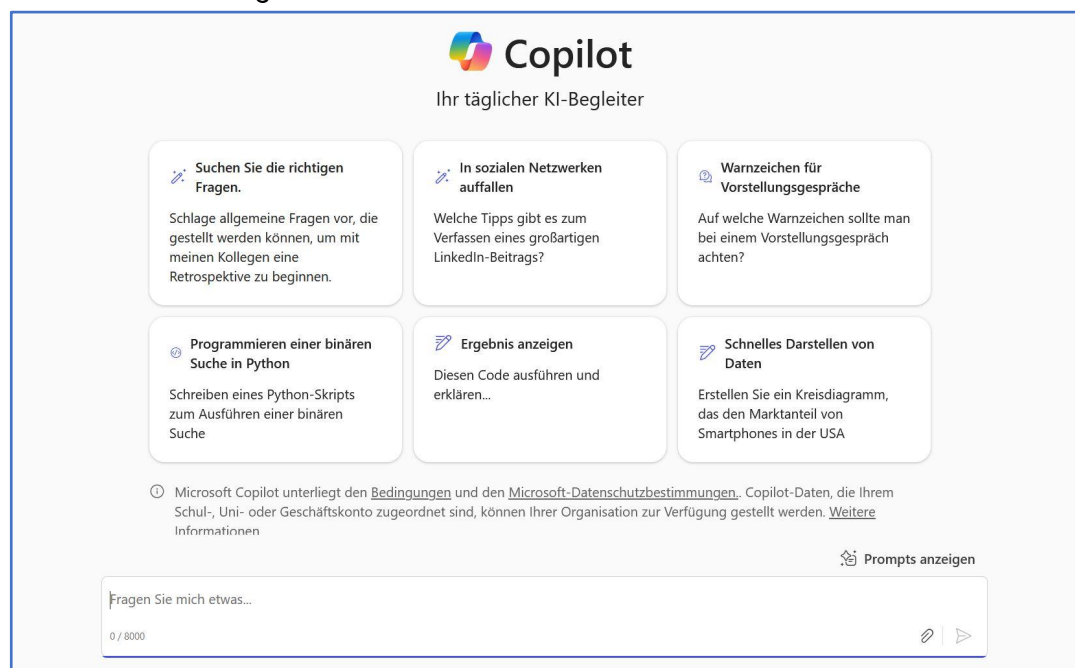 Copilot
Ihr täglicher KI-Begleiter
Suchen Sie die richtigen
Fragen.
Schlage allgemeine Fragen vor, die
gestellt werden können, um mit
meinen Kollegen eine
Retrospektive zu beginnen.
In sozialen Netzwerken
auffallen
Welche Tipps gibt es zum
Verfassen eines großartigen
LinkedIn-Beitrags?
Warnzeichen für
Vorstellungsgespräche
Auf welche Warnzeichen sollte man
bei einem Vorstellungsgespräch
achten?
Programmieren einer binären
Suche in Python
Schreiben eines Python-Skripts
zum Ausführen einer binären
Suche
Ergebnis anzeigen
Diesen Code ausführen und
erklären...
Schnelles Darstellen von
Daten
Erstellen Sie ein Kreisdiagramm,
das den Marktanteil von
Smartphones in der USA
Microsoft Copilot unterliegt den Bedingungen und den Microsoft-Datenschutzbestimmungen.. Copilot-Daten, die Ihrem
Schul-, Uni- oder Geschäftskonto zugeordnet sind, können Ihrer Organisation zur Verfügung gestellt werden. Weitere
Informationen
Prompts anzeigen
Fragen Sie mich etwas...
0 / 8000